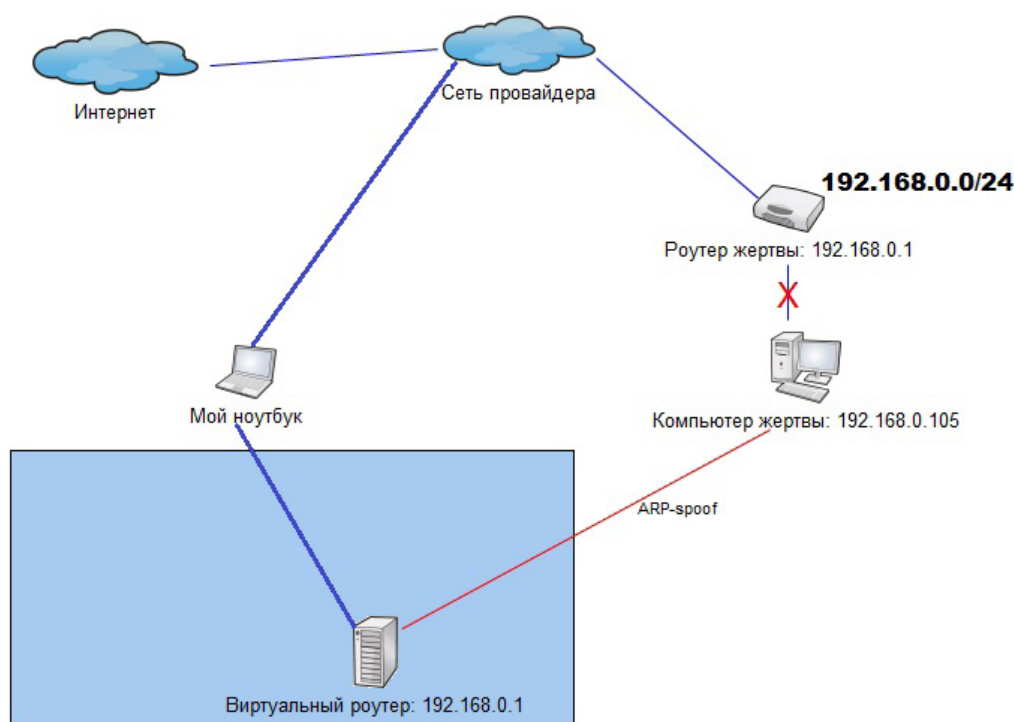 Интернет
Сеть провайдера
192.168.0.0/24
Роутер жертвы: 192.168.0.1
X
Мой ноутбук
Компьютер жертвы: 192.168.0.105
ARP-spoof
Виртуальный роутер: 192.168.0.1